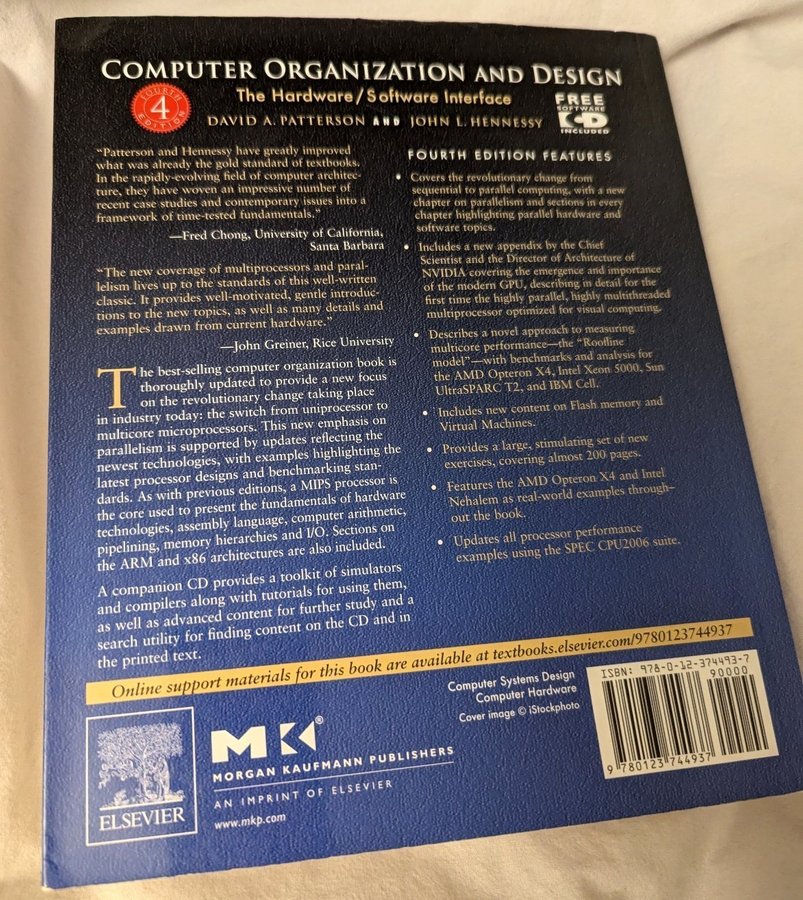 COMPUTER ORGANIZATION AND DESIGN
The Hardware/Software Interface
FOURTH
4
EDITION
DAVID A. PATTERSON AND JOHN L. HENNESSY
FREE
SOFTWARE
CD
INCLUDED
“Patterson and Hennessy have greatly improved
what was already the gold standard of textbooks.
In the rapidly-evolving field of computer architec-
ture, they have woven an impressive number of
recent case studies and contemporary issues into a
framework of time-tested fundamentals.”
—Fred Chong, University of California,
Santa Barbara
“The new coverage of multiprocessors and paral-
lelism lives up to the standards of this well-written
classic. It provides well-motivated, gentle introduc-
tions to the new topics, as well as many details and
examples drawn from current hardware.”
—John Greiner, Rice University
The best-selling computer organization book is
thoroughly updated to provide a new focus
on the revolutionary change taking place
in industry today: the switch from uniprocessor to
multicore microprocessors. This new emphasis on
parallelism is supported by updates reflecting the
newest technologies, with examples highlighting the
latest processor designs and benchmarking stan-
dards. As with previous editions, a MIPS processor is
the core used to present the fundamentals of hardware
technologies, assembly language, computer arithmetic,
pipelining, memory hierarchies and I/O. Sections on
the ARM and x86 architectures are also included.
A companion CD provides a toolkit of simulators
and compilers along with tutorials for using them,
as well as advanced content for further study and a
search utility for finding content on the CD and in
the printed text.
FOURTH EDITION FEATURES
• Covers the revolutionary change from
sequential to parallel computing, with a new
chapter on parallelism and sections in every
chapter highlighting parallel hardware and
software topics.
• Includes a new appendix by the Chief
Scientist and the Director of Architecture of
NVIDIA covering the emergence and importance
of the modern GPU, describing in detail for the
first time the highly parallel, highly multithreaded
multiprocessor optimized for visual computing.
• Describes a novel approach to measuring
multicore performance—the “Roofline
model”—with benchmarks and analysis for
the AMD Opteron X4, Intel Xeon 5000, Sun
UltraSPARC T2, and IBM Cell.
• Includes new content on Flash memory and
Virtual Machines.
• Provides a large, stimulating set of new
exercises, covering almost 200 pages.
• Features the AMD Opteron X4 and Intel
Nehalem as real-world examples through-
out the book.
• Updates all processor performance
examples using the SPEC CPU2006 suite.
Online support materials for this book are available at textbooks.elsevier.com/9780123744937
ELSEVIER
MK®
MORGAN KAUFMANN PUBLISHERS
AN IMPRINT OF ELSEVIER
www.mkp.com
Computer Systems Design
Computer Hardware
Cover image © iStockphoto
ISBN: 978-0-12-374493-7
90000
9 780123 744937